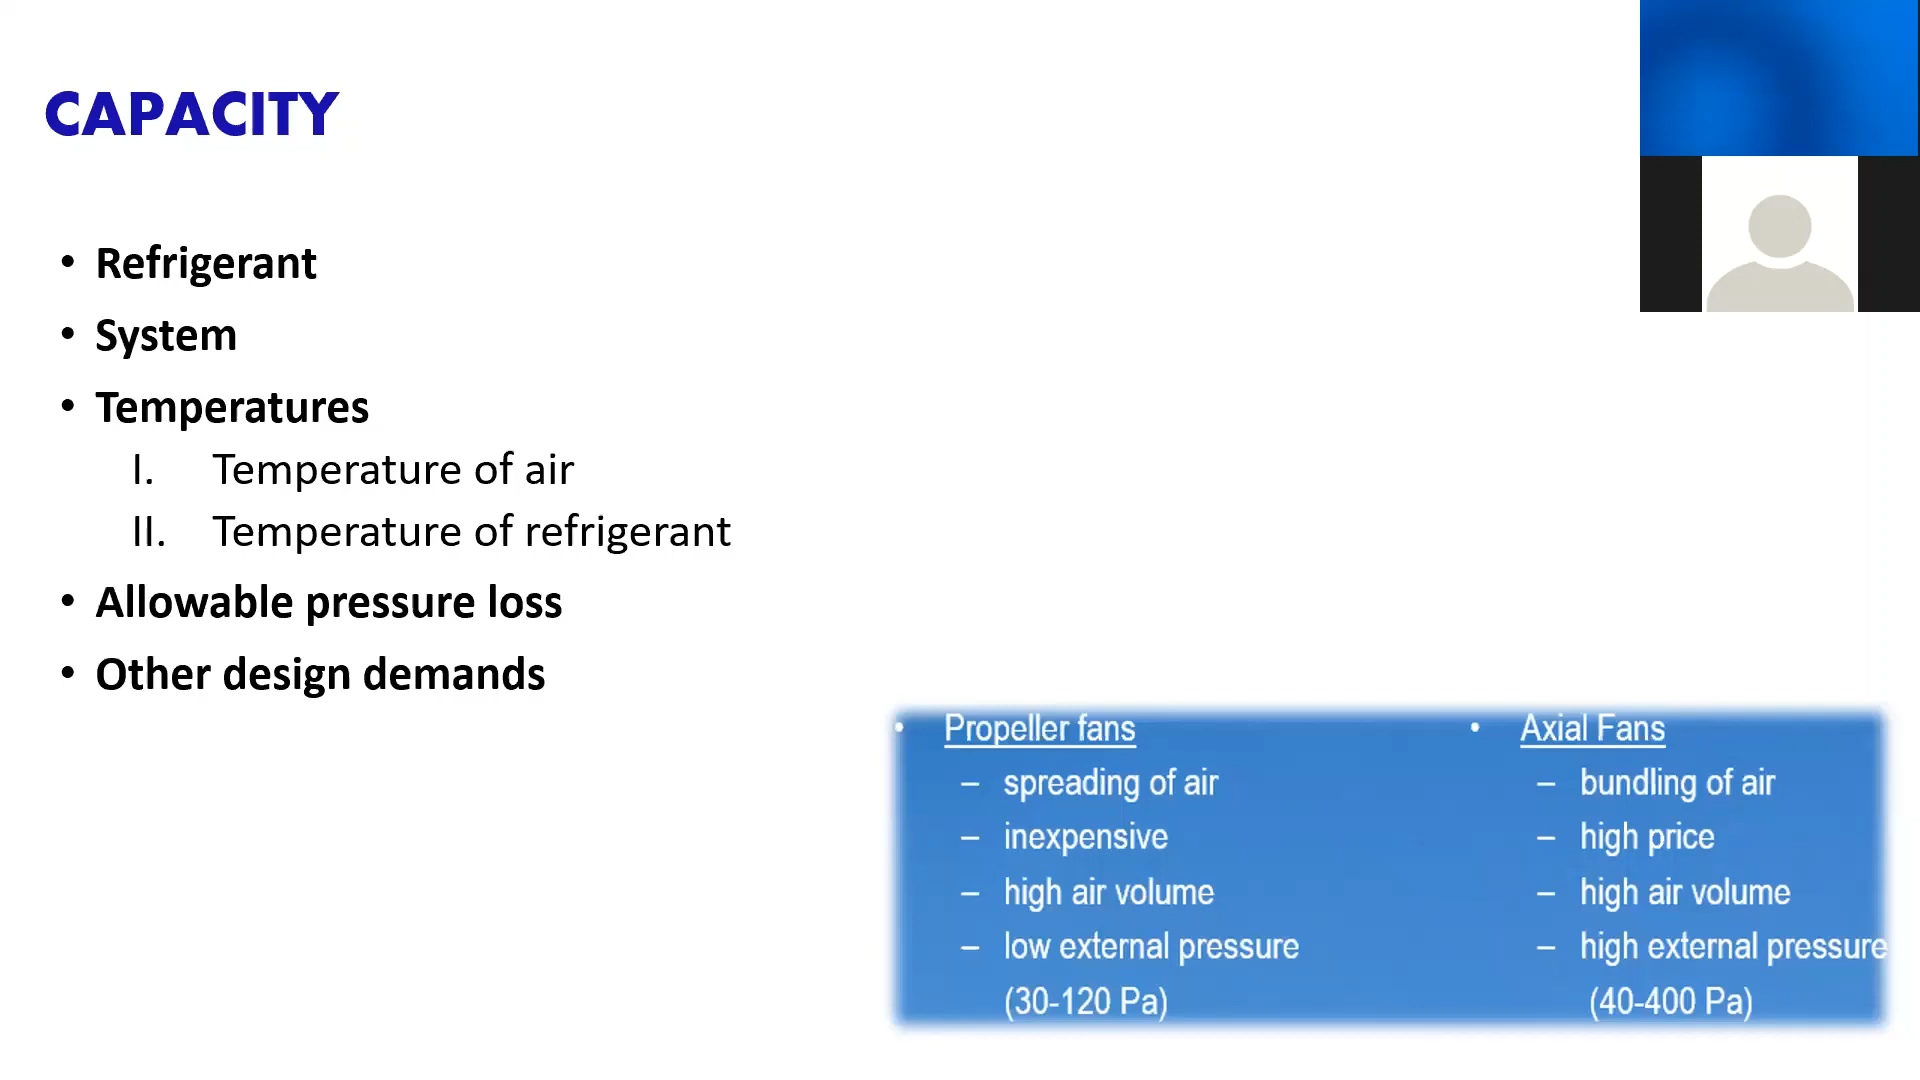 CAPACITY
• Refrigerant
• System
• Temperatures
I. Temperature of air
II. Temperature of refrigerant
• Allowable pressure loss
• Other design demands
• Propeller fans
– spreading of air
– inexpensive
– high air volume
– low external pressure
(30-120 Pa)
• Axial Fans
– bundling of air
– high price
– high air volume
– high external pressure
(40-400 Pa)